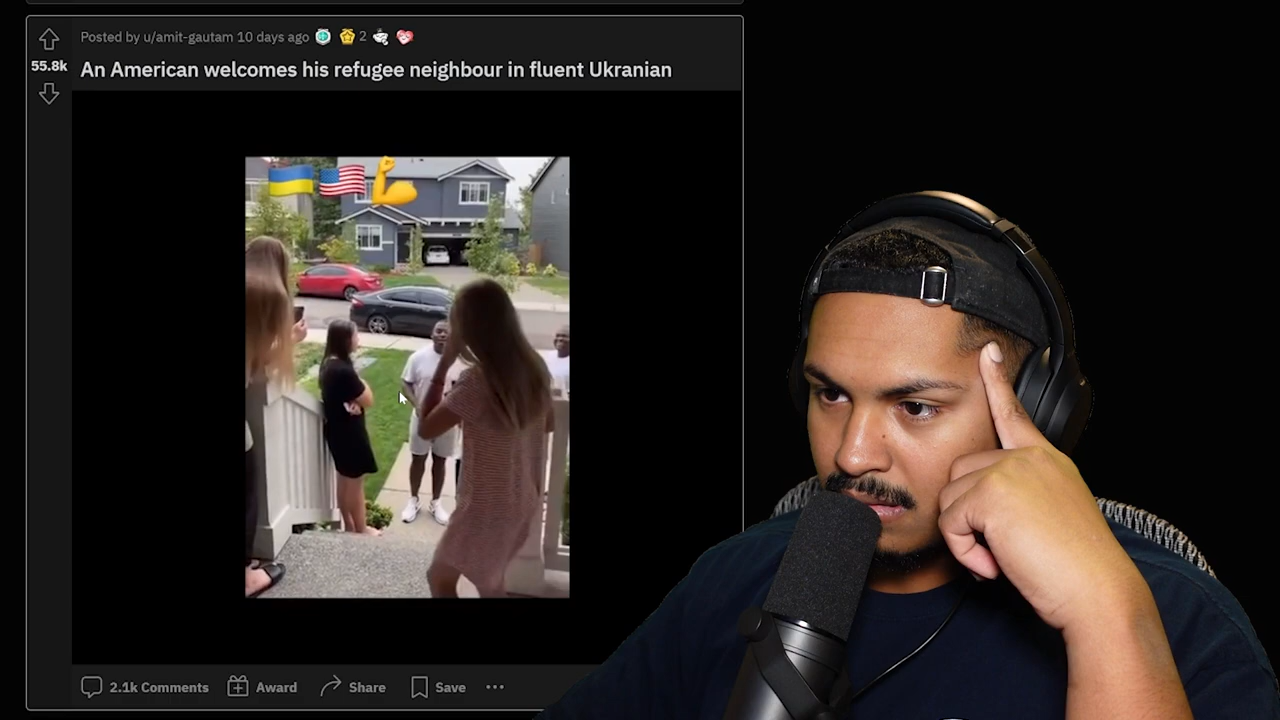 Posted by u/amit-gautam 10 days ago
2
55.8k
An American welcomes his refugee neighbour in fluent Ukranian
2.1k Comments
Award
Share
Save